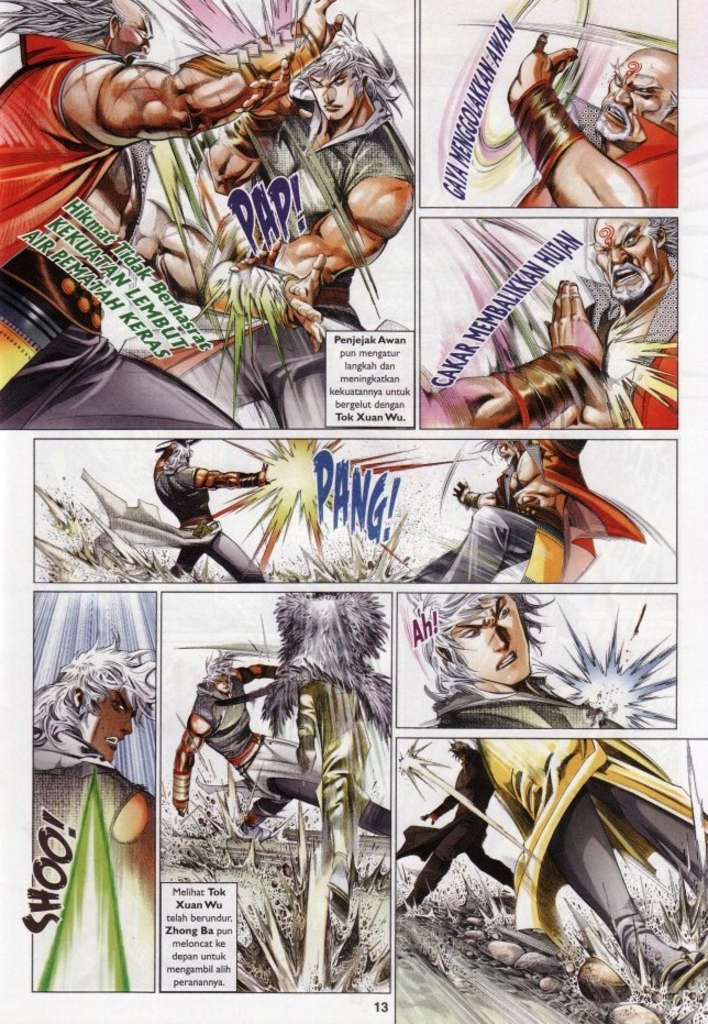 Hikmat Tidak Berhasrat
KEKUATAN LEMBUT
AIR PEMATAH KERAS
PAP!
Penjejak Awan
pun mengatur
langkah dan
meningkatkan
kekuatannya untuk
bergelut dengan
Tok Xuan Wu.
GAYA MENGGOLAKKAN AWAN
CAKAR MEMBALIKKAN HUJAN
PANG!
SHOO!
Melihat Tok
Xuan Wu
telah berundur,
Zhong Ba pun
meloncat ke
depan untuk
mengambil alih
peranannya.
Ah!
13